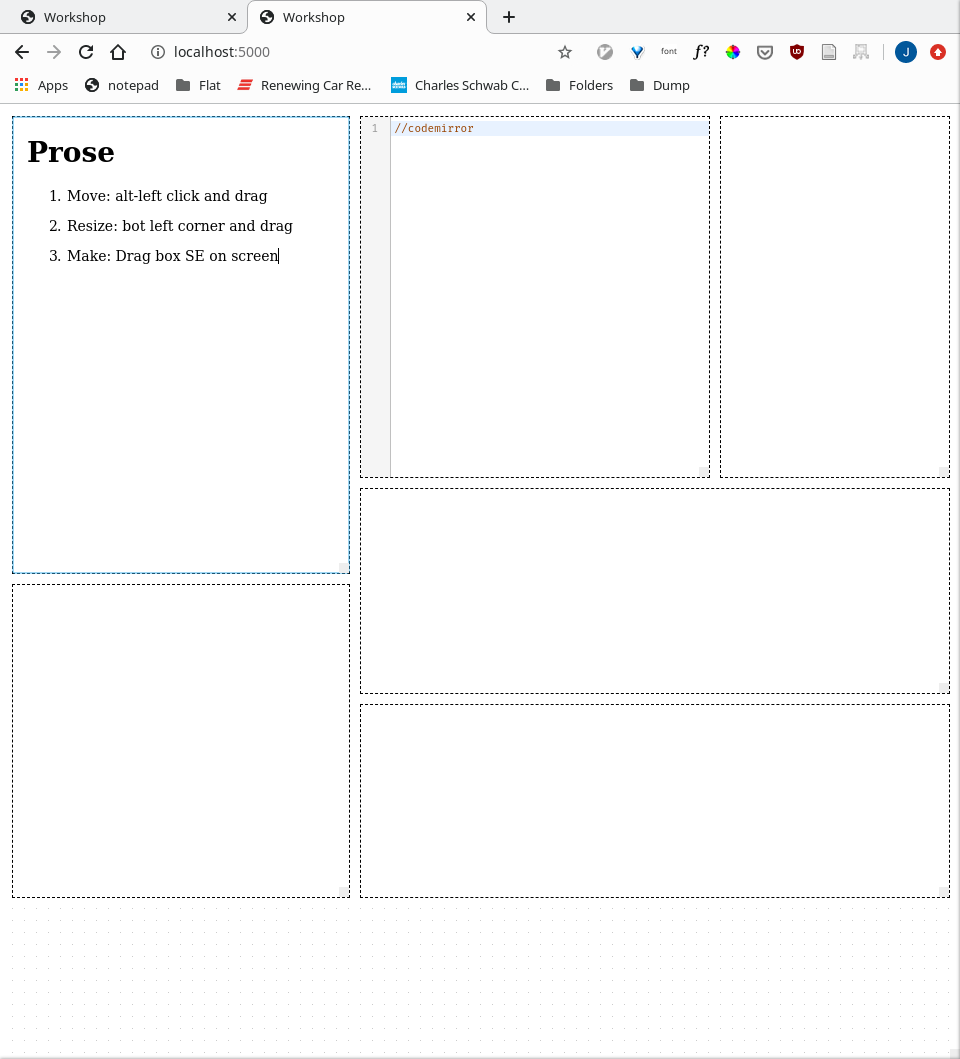 Workshop
Workshop
localhost:5000
font
f?
J
Apps
notepad
Flat
Renewing Car Re...
Charles Schwab C...
Folders
Dump
Prose
1. Move: alt-left click and drag
2. Resize: bot left corner and drag
3. Make: Drag box SE on screen
1
//codemirror